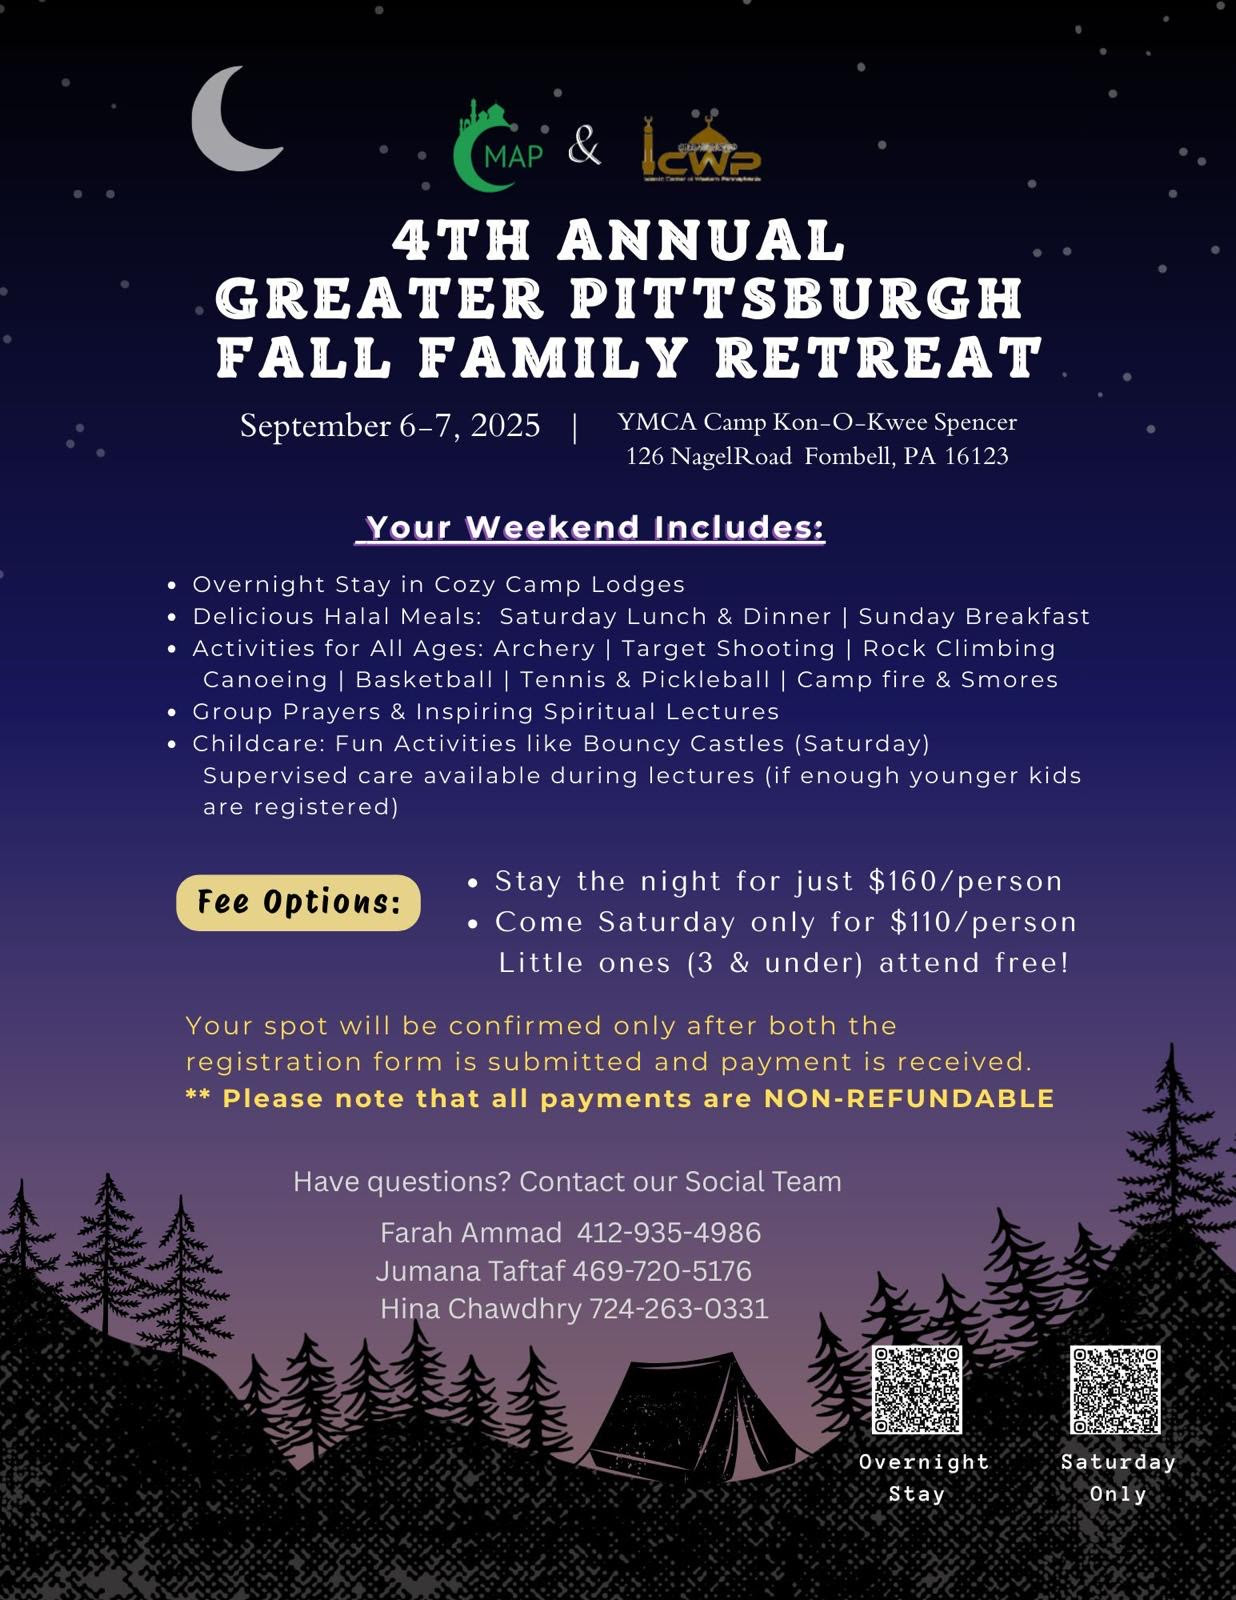 MAP & ICWP
Islamic Center of Western Pennsylvania
4TH ANNUAL
GREATER PITTSBURGH
FALL FAMILY RETREAT
September 6-7, 2025 | YMCA Camp Kon-O-Kwee Spencer
126 NagelRoad Fombell, PA 16123
Your Weekend Includes:
• Overnight Stay in Cozy Camp Lodges
• Delicious Halal Meals: Saturday Lunch & Dinner | Sunday Breakfast
• Activities for All Ages: Archery | Target Shooting | Rock Climbing
Canoeing | Basketball | Tennis & Pickleball | Camp fire & Smores
• Group Prayers & Inspiring Spiritual Lectures
• Childcare: Fun Activities like Bouncy Castles (Saturday)
Supervised care available during lectures (if enough younger kids
are registered)
Fee Options:
• Stay the night for just $160/person
• Come Saturday only for $110/person
Little ones (3 & under) attend free!
Your spot will be confirmed only after both the
registration form is submitted and payment is received.
** Please note that all payments are NON-REFUNDABLE
Have questions? Contact our Social Team
Farah Ammad 412-935-4986
Jumana Taftaf 469-720-5176
Hina Chawdhry 724-263-0331
Overnight
Stay
Saturday
Only